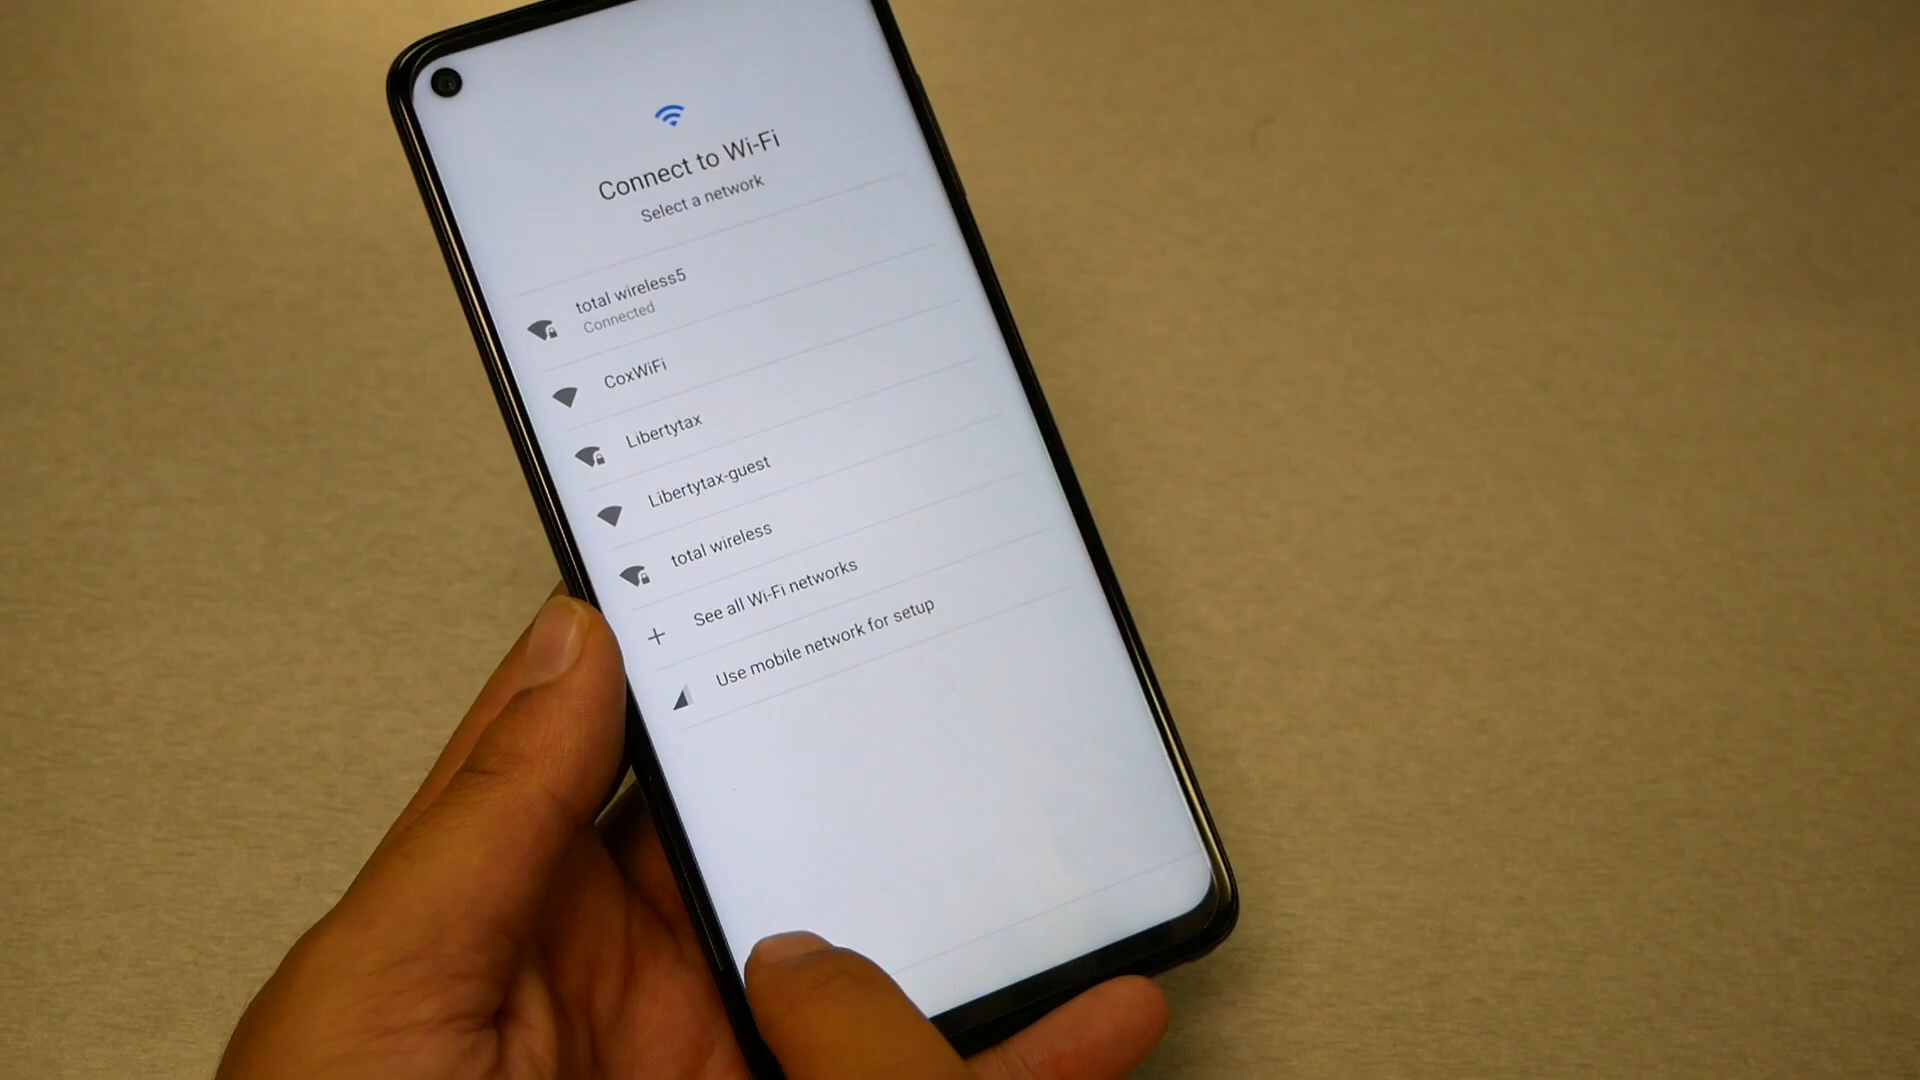 Connect to Wi-Fi
Select a network
total wireless5
Connected
CoxWiFi
Libertytax
Libertytax-guest
total wireless
See all Wi-Fi networks
Use mobile network for setup